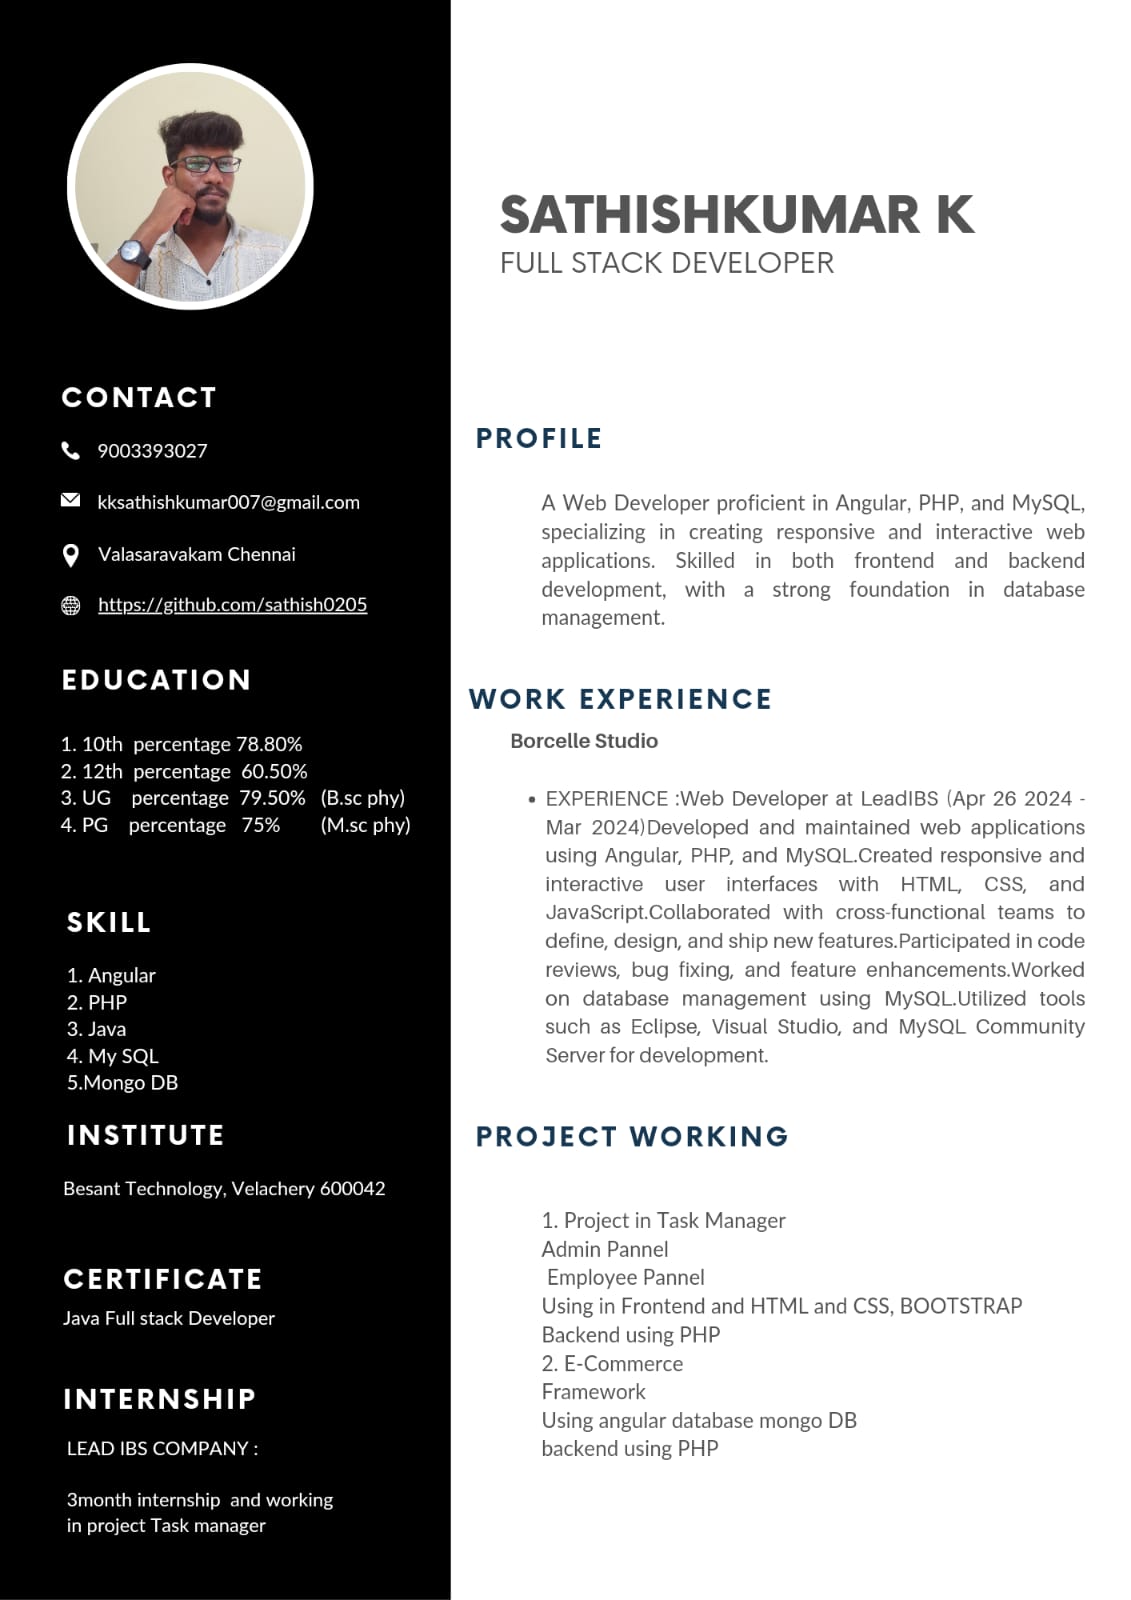 SATHISHKUMAR K
FULL STACK DEVELOPER
CONTACT
9003393027
kksathishkumar007@gmail.com
Valasaravakam Chennai
https://github.com/sathish0205
EDUCATION
1. 10th percentage 78.80%
2. 12th percentage 60.50%
3. UG percentage 79.50% (B.sc phy)
4. PG percentage 75% (M.sc phy)
SKILL
1. Angular
2. PHP
3. Java
4. My SQL
5.Mongo DB
INSTITUTE
Besant Technology, Velachery 600042
CERTIFICATE
Java Full stack Developer
INTERNSHIP
LEAD IBS COMPANY :
3month internship and working
in project Task manager
PROFILE
A Web Developer proficient in Angular, PHP, and MySQL,
specializing in creating responsive and interactive web
applications. Skilled in both frontend and backend
development, with a strong foundation in database
management.
WORK EXPERIENCE
Borcelle Studio
• EXPERIENCE :Web Developer at LeadIBS (Apr 26 2024 -
Mar 2024)Developed and maintained web applications
using Angular, PHP, and MySQL.Created responsive and
interactive user interfaces with HTML, CSS, and
JavaScript.Collaborated with cross-functional teams to
define, design, and ship new features.Participated in code
reviews, bug fixing, and feature enhancements.Worked
on database management using MySQL.Utilized tools
such as Eclipse, Visual Studio, and MySQL Community
Server for development.
PROJECT WORKING
1. Project in Task Manager
Admin Pannel
Employee Pannel
Using in Frontend and HTML and CSS, BOOTSTRAP
Backend using PHP
2. E-Commerce
Framework
Using angular database mongo DB
backend using PHP